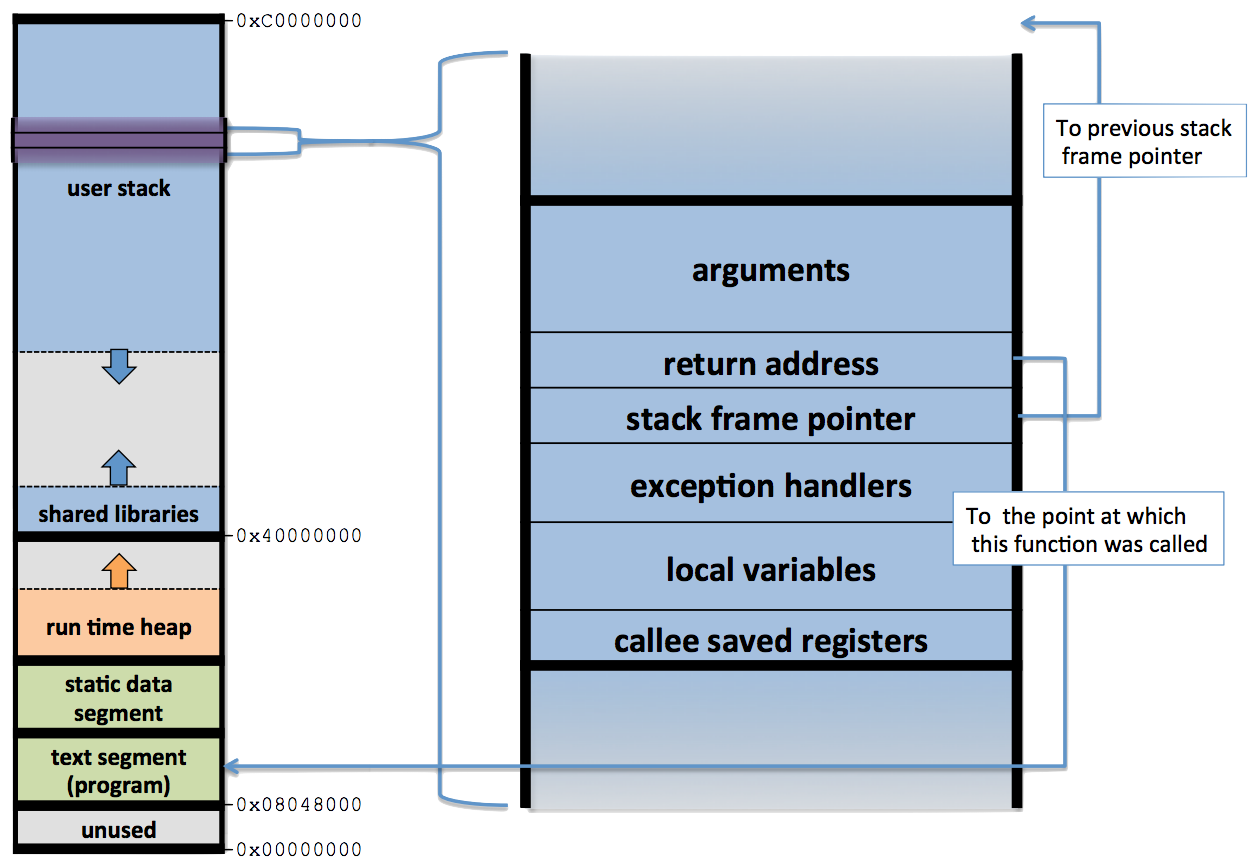 0xC0000000
user stack
shared libraries
0x40000000
run time heap
static data
segment
text segment
(program)
0x08048000
unused
0x00000000
arguments
return address
stack frame pointer
exception handlers
local variables
callee saved registers
To previous stack
frame pointer
To the point at which
this function was called